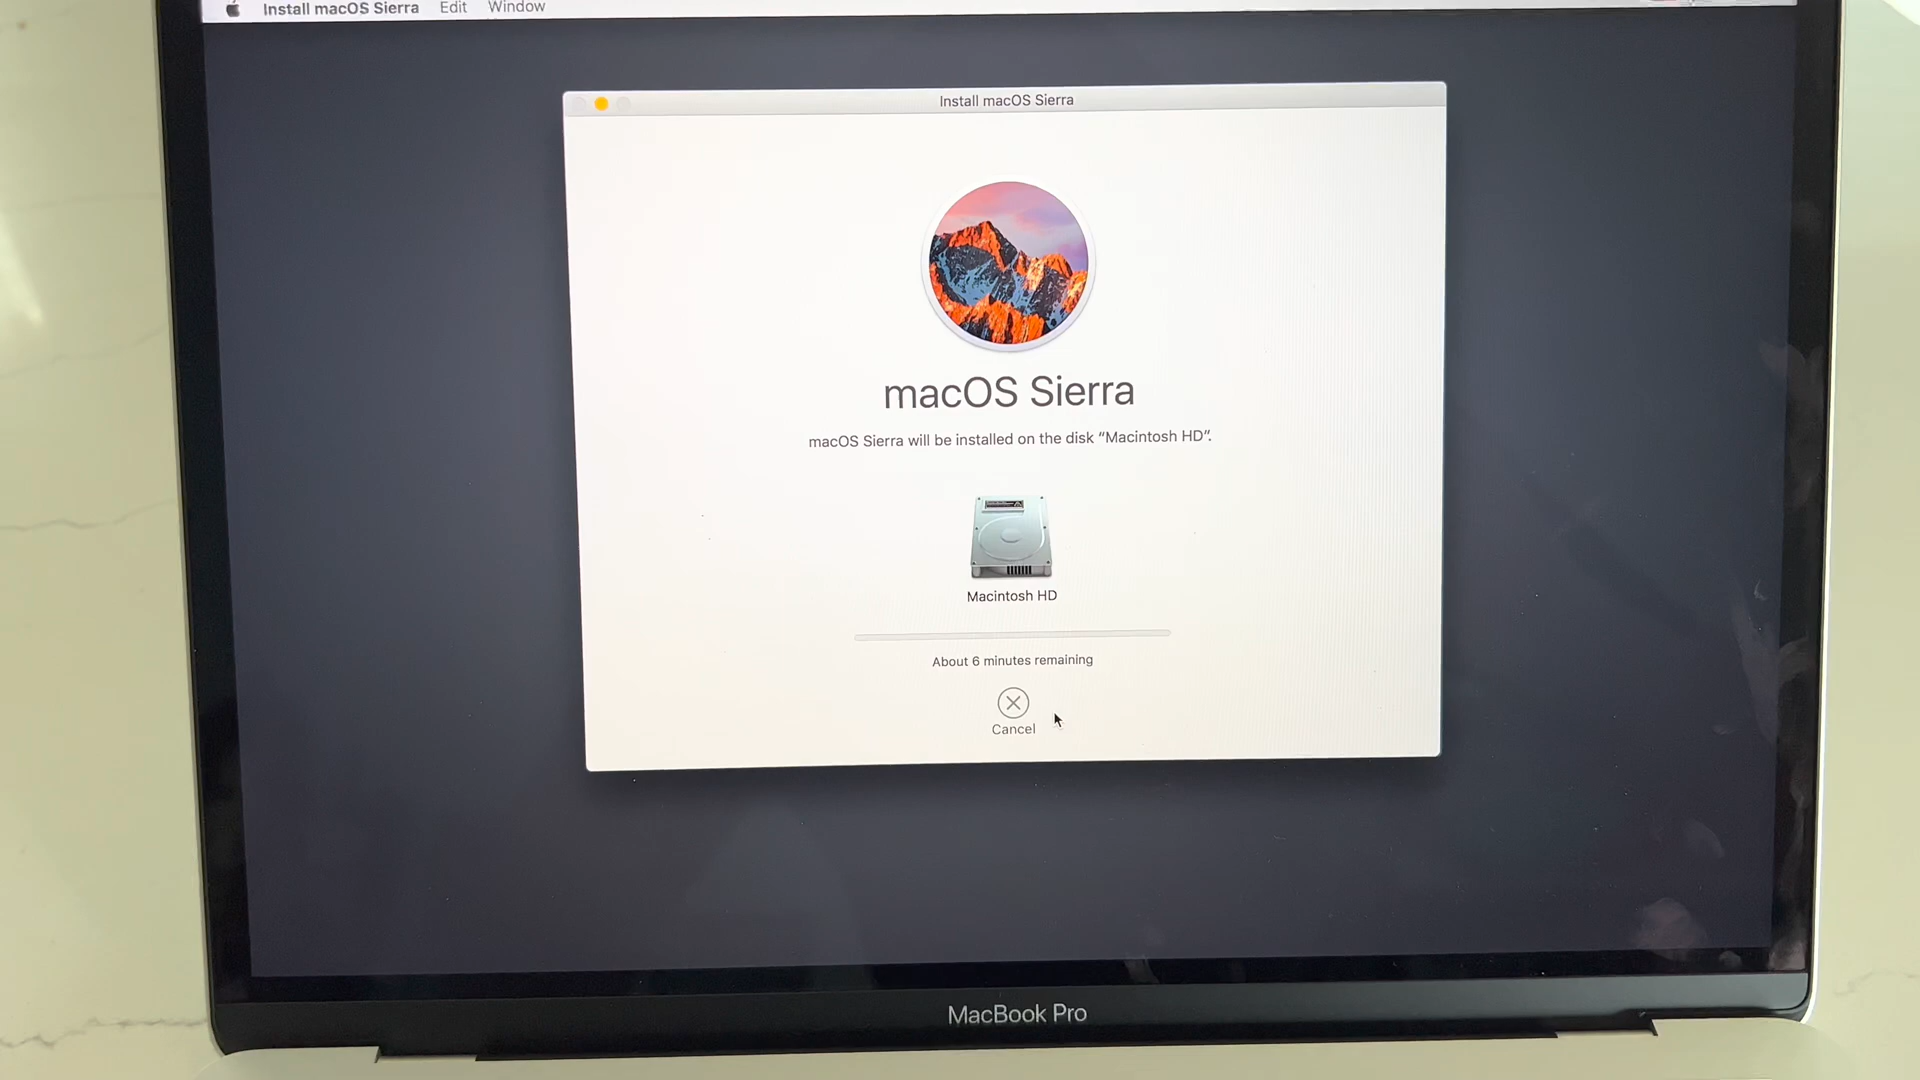 Install macOS Sierra Edit Window
Install macOS Sierra
macOS Sierra
macOS Sierra will be installed on the disk “Macintosh HD”.
Macintosh HD
About 6 minutes remaining
Cancel
MacBook Pro